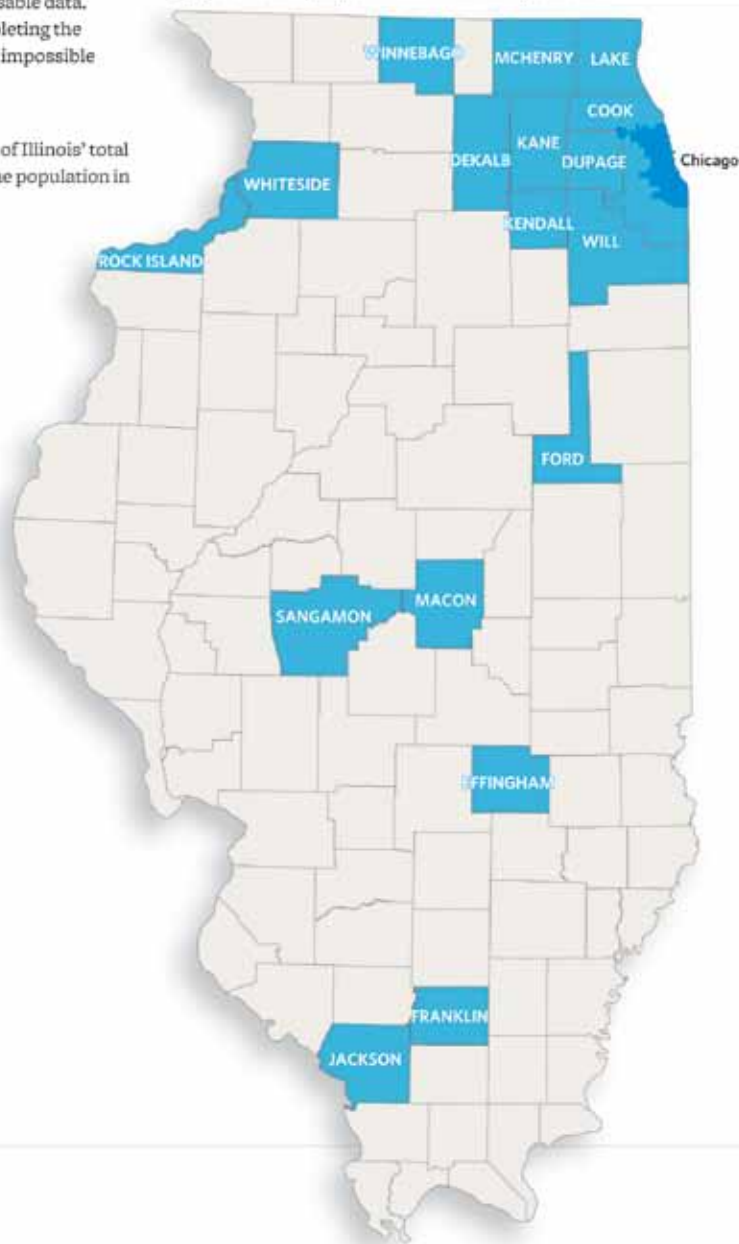 sable data.
leting the
impossible
of Illinois' total
ne population in
WINNEBAGO
MCHENRY
LAKE
COOK
KANE
DEKALB
DUPAGE
Chicago
WHITESIDE
KENDALL
WILL
ROCK ISLAND
FORD
SANGAMON
MACON
EFFINGHAM
FRANKLIN
JACKSON